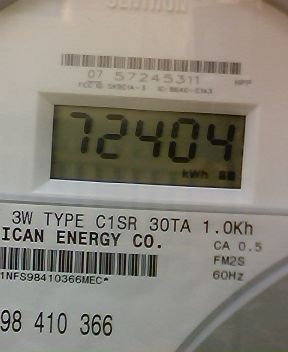 07 57245311
72404
kWh
3W TYPE C1SR 30TA 1.0Kh
ICAN ENERGY CO.
CA 0.5
FM2S
1NFS98410366MEC*
60Hz
98 410 366